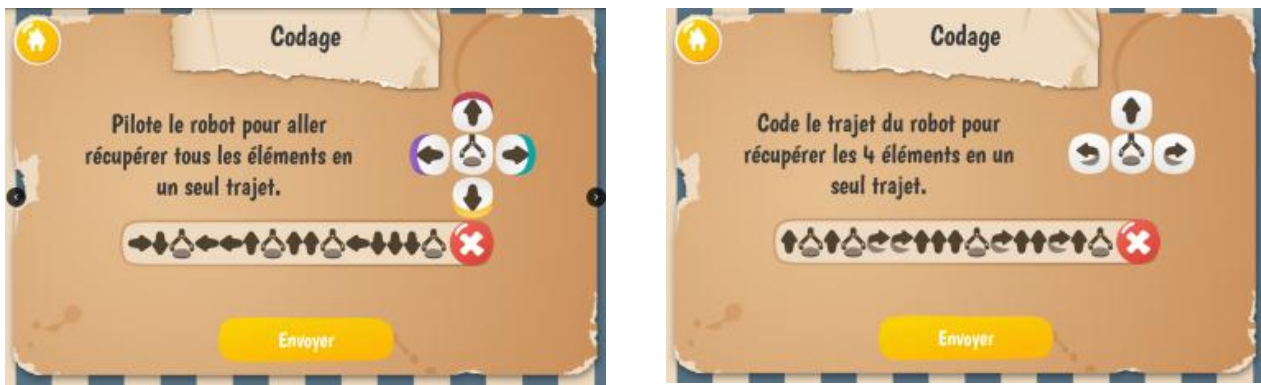 Codage
Pilote le robot pour aller
récupérer tous les éléments en
un seul trajet.
Envoyer
Codage
Code le trajet du robot pour
récupérer les 4 éléments en un
seul trajet.
Envoyer